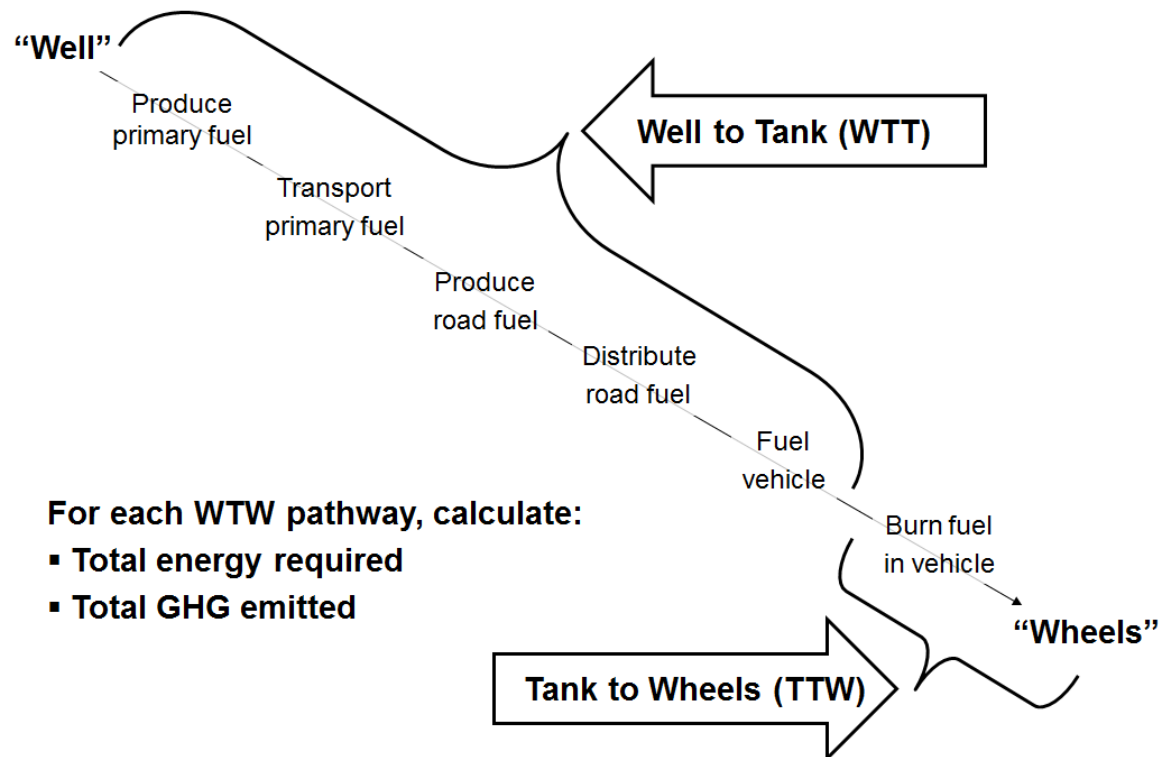 “Well”
Produce
primary fuel
Well to Tank (WTT)
Transport
primary fuel
Produce
road fuel
Distribute
road fuel
Fuel
vehicle
For each WTW pathway, calculate:
▪ Total energy required
▪ Total GHG emitted
Burn fuel
in vehicle
“Wheels”
Tank to Wheels (TTW)